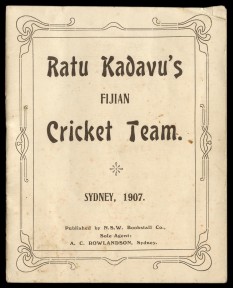 Ratu Kadavu's
FIJIAN
Cricket Team.
SYDNEY, 1907.
Published by N.S.W. Bookstall Co.,
Sole Agent:
A. C. ROWLANDSON, Sydney.